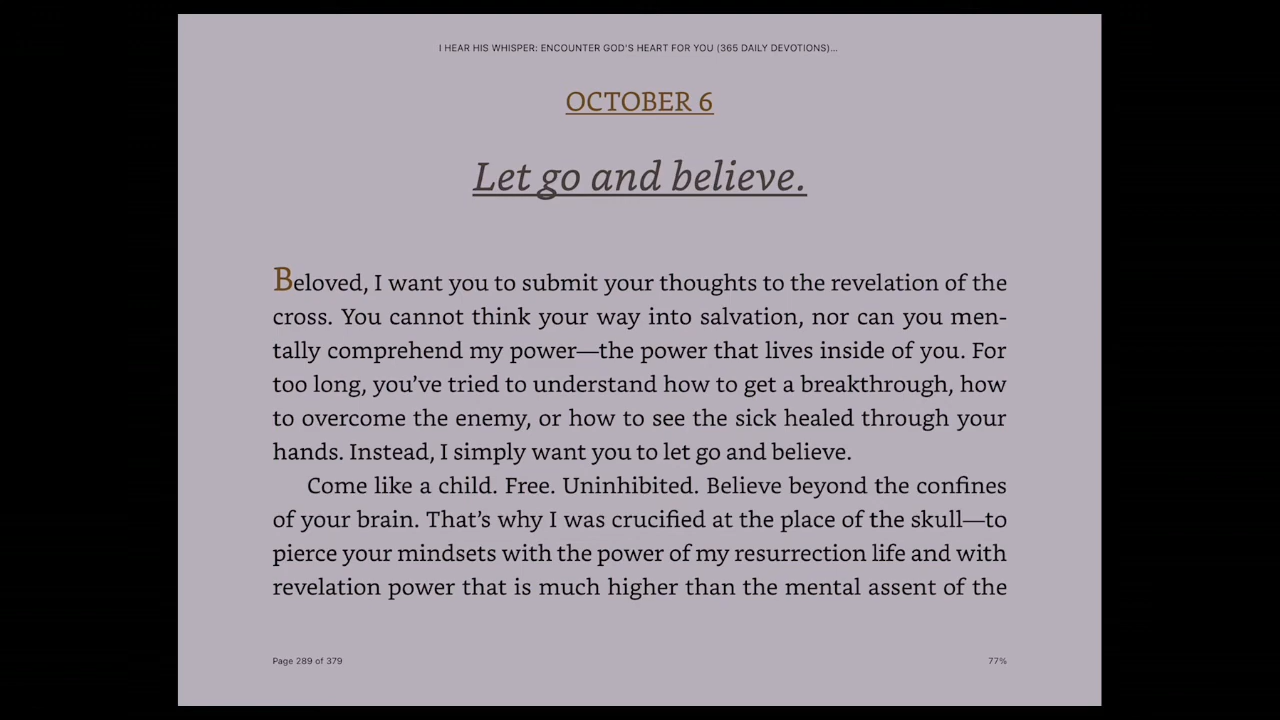 I HEAR HIS WHISPER: ENCOUNTER GOD'S HEART FOR YOU (365 DAILY DEVOTIONS)...
OCTOBER 6
Let go and believe.
Beloved, I want you to submit your thoughts to the revelation of the
cross. You cannot think your way into salvation, nor can you men-
tally comprehend my power—the power that lives inside of you. For
too long, you’ve tried to understand how to get a breakthrough, how
to overcome the enemy, or how to see the sick healed through your
hands. Instead, I simply want you to let go and believe.
Come like a child. Free. Uninhibited. Believe beyond the confines
of your brain. That’s why I was crucified at the place of the skull—to
pierce your mindsets with the power of my resurrection life and with
revelation power that is much higher than the mental assent of the
Page 289 of 379
77%